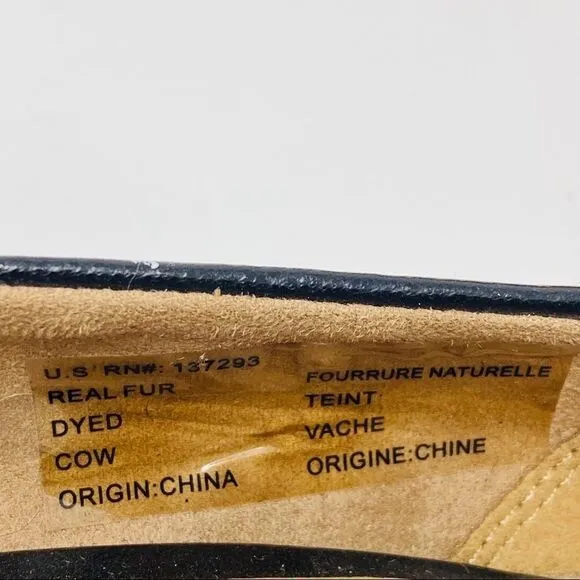 U.S RN#: 137293
REAL FUR
DYED
COW
ORIGIN:CHINA
FOURRURE NATURELLE
TEINT
VACHE
ORIGINE:CHINE